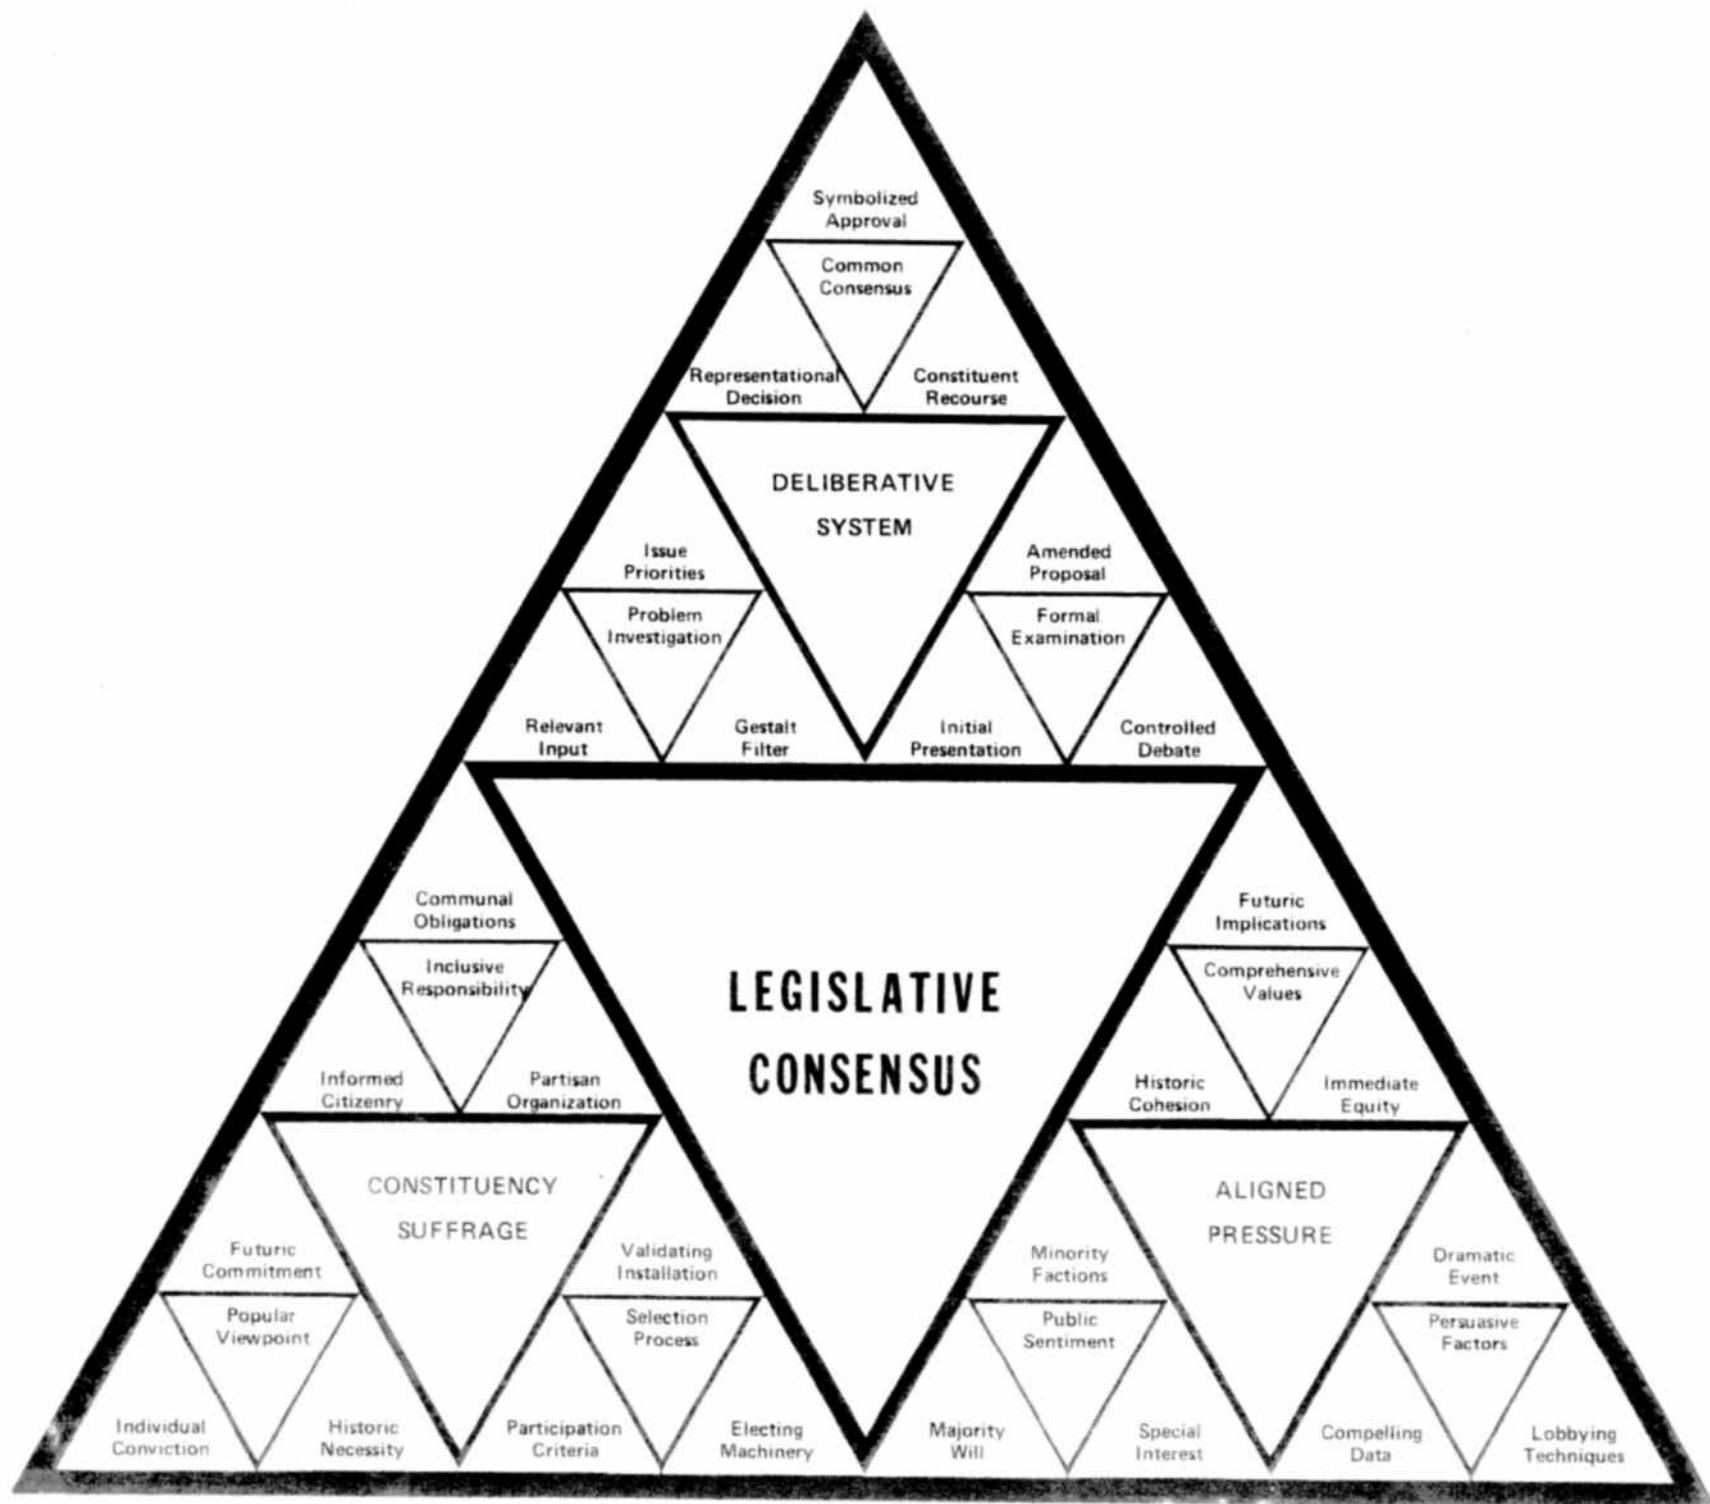 Symbolized
Approval
Common
Consensus
Representational
Decision
Constituent
Recourse
DELIBERATIVE
SYSTEM
Issue
Priorities
Problem
Investigation
Relevant
Input
Gestalt
Filter
Amended
Proposal
Formal
Examination
Initial
Presentation
Controlled
Debate
LEGISLATIVE
CONSENSUS
Communal
Obligations
Inclusive
Responsibility
Informed
Citizenry
Partisan
Organization
CONSTITUENCY
SUFFRAGE
Futuric
Commitment
Popular
Viewpoint
Individual
Conviction
Historic
Necessity
Validating
Installation
Selection
Process
Participation
Criteria
Electing
Machinery
Futuric
Implications
Comprehensive
Values
Historic
Cohesion
Immediate
Equity
ALIGNED
PRESSURE
Minority
Factions
Public
Sentiment
Majority
Will
Special
Interest
Dramatic
Event
Persuasive
Factors
Compelling
Data
Lobbying
Techniques